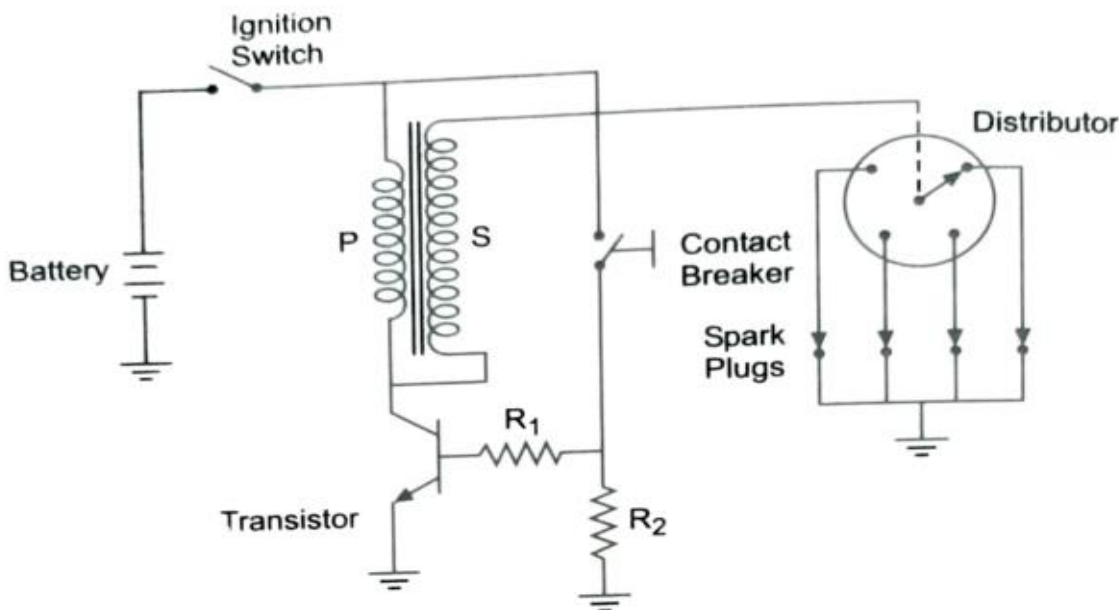 Ignition
Switch
Distributor
P
S
Contact
Breaker
Battery
Spark
Plugs
R₁
Transistor
R₂